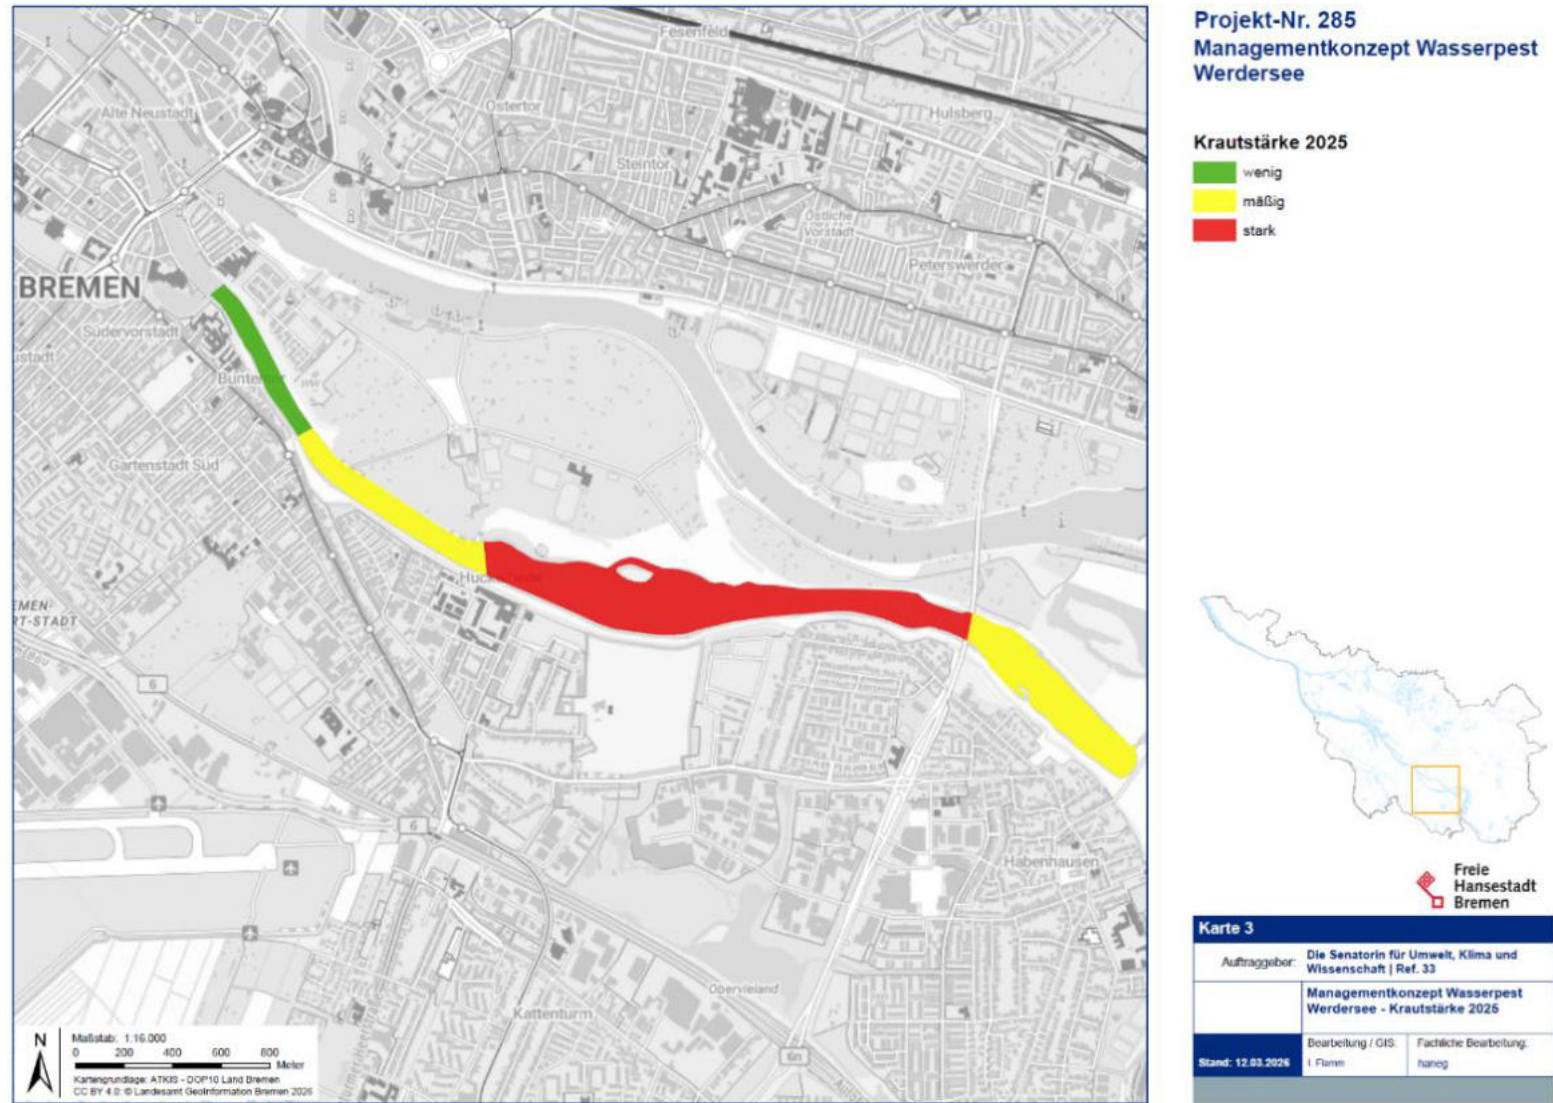 Projekt-Nr. 285
Managementkonzept Wasserpest
Werdersee
Krautstärke 2025
wenig
mäßig
stark
Fesenfeld
Alte Neustadt
Ostertor
Hulsberg
Steintor
Östliche
Vorstadt
Peterswerder
BREMEN
Südervorstadt
Gartenstadt Süd
6
6
Habenhausen
Obervieland
Kattenturm
6n
N
Maßstab: 1:16.000
0 200 400 600 800
Meter
Kartengrundlage: ATKIS - DOP10 Land Bremen
CC BY 4.0: © Landesamt GeoInformation Bremen 2026
Freie
Hansestadt
Bremen
Karte 3
Auftraggeber: Die Senatorin für Umwelt, Klima und
Wissenschaft | Ref. 33
Managementkonzept Wasserpest
Werdersee - Krautstärke 2025
Stand: 12.03.2026
Bearbeitung / GIS:
I. Flamm
Fachliche Bearbeitung:
haneg